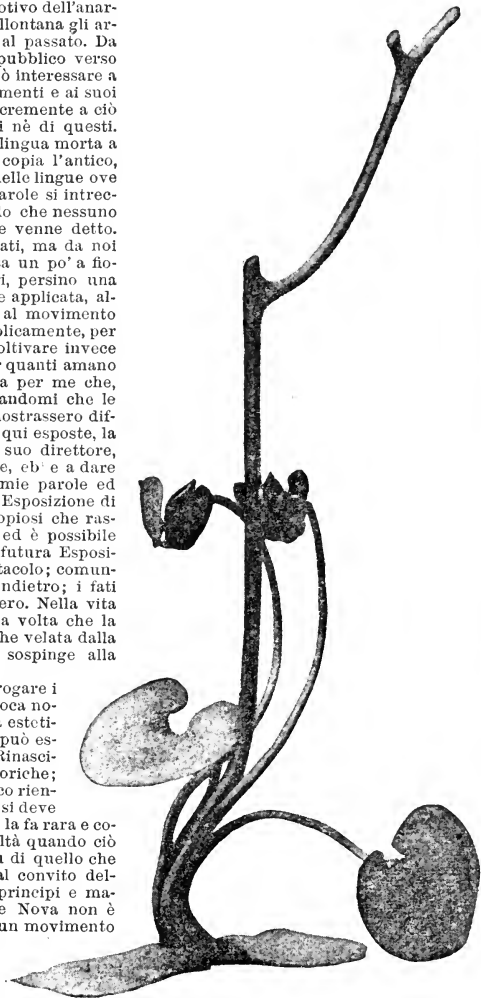 otivo dell'anar-
llontana gli ar-
al passato. Da
pubblico verso
ò interessare a
menti e ai suoi
cremente a ciò
i nè di questi.
lingua morta a
copia l'antico,
elle lingue ove
arole si intrec-
lo che nessuno
e venne detto.
ati, ma da noi
ta un po' a fio-
ri, persino una
e applicata, al-
al movimento
plicamente, per
oltivare invece
r quanti amano
a per me che,
andomi che le
ostrassero dif-
qui esposte, la
suo direttore,
e, eb e a dare
mie parole ed
Esposizione di
opiosi che ras-
ed è possibile
futura Esposi-
tacolo; comun-
ndietro; i fati
ero. Nella vita
a volta che la
he velata dalla
sospinge alla
rogare i
oca no-
a esteti-
può es-
Rinasci-
oriche;
co rien-
si deve
la fa rara e co-
ltà quando ciò
a di quello che
al convito del-
principi e ma-
e Nova non è
un movimento